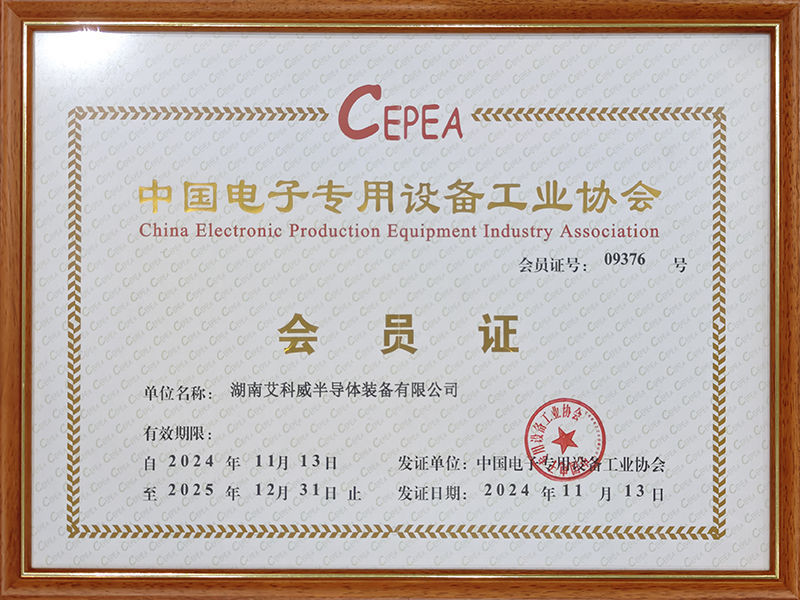 CEPEA
中国电子专用设备工业协会
China Electronic Production Equipment Industry Association
会员证号： 09376 号
会 员 证
单位名称： 湖南艾科威半导体装备有限公司
有效期限：
自 2024 年 11月 13日
至 2025 年 12月 31日 止
发证单位：中国电子专用设备工业协会
发证日期： 2024 年 11 月 13 日